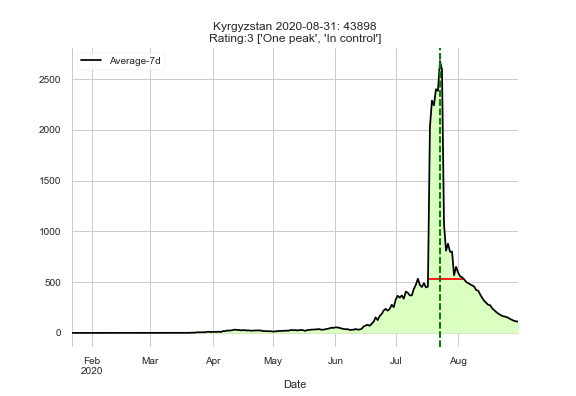 Kyrgyzstan 2020-08-31: 43898
Rating:3 ['One peak', 'In control']
Average-7d
2500
2000
1500
1000
500
0
Feb Mar Apr May Jun Jul Aug
2020
Date